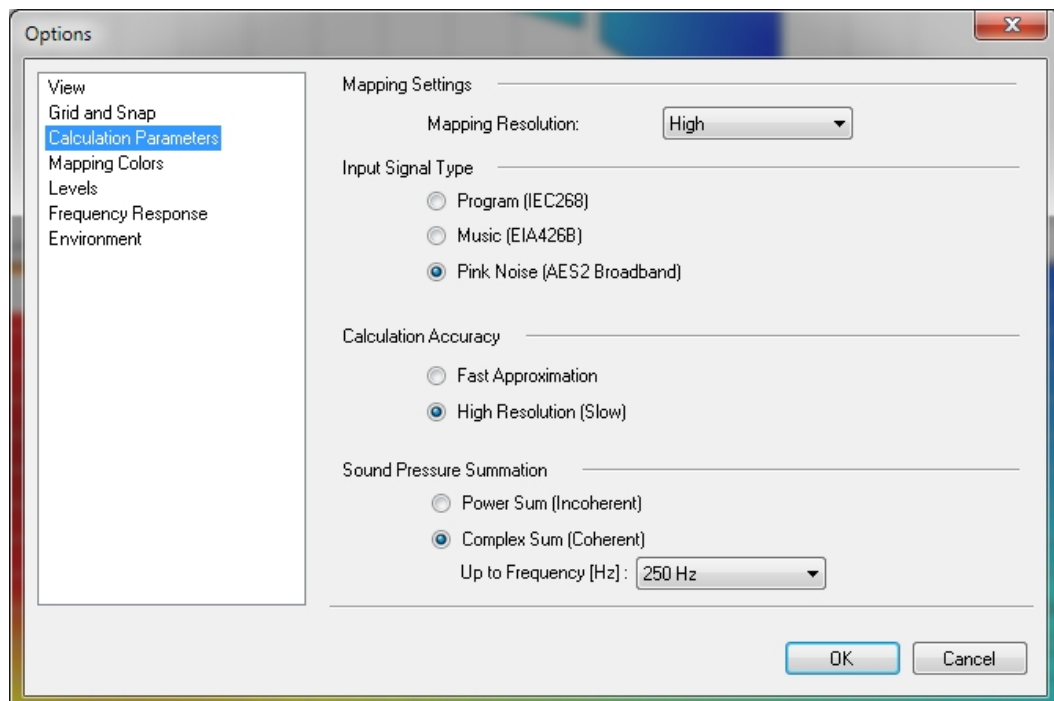 Options
View
Grid and Snap
Calculation Parameters
Mapping Colors
Levels
Frequency Response
Environment
Mapping Settings
Mapping Resolution: High
Input Signal Type
Program (IEC268)
Music (EIA426B)
Pink Noise (AES2 Broadband)
Calculation Accuracy
Fast Approximation
High Resolution (Slow)
Sound Pressure Summation
Power Sum (Incoherent)
Complex Sum (Coherent)
Up to Frequency [Hz] : 250 Hz
OK Cancel